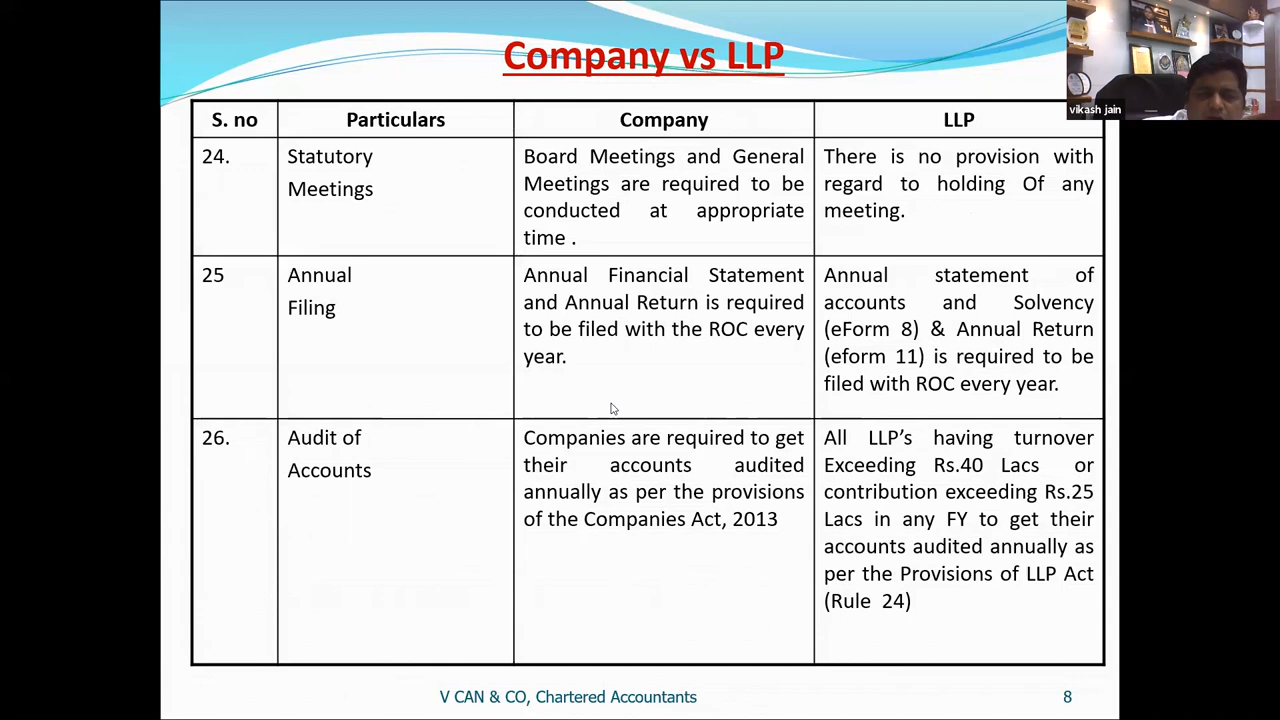 Company vs LLP
vikash jain
S. no Particulars Company LLP
24.
Statutory
Meetings
Board Meetings and General
Meetings are required to be
conducted at appropriate
time .
There is no provision with
regard to holding Of any
meeting.
25
Annual
Filing
Annual Financial Statement
and Annual Return is required
to be filed with the ROC every
year.
Annual statement of
accounts and Solvency
(eForm 8) & Annual Return
(eform 11) is required to be
filed with ROC every year.
26.
Audit of
Accounts
Companies are required to get
their accounts audited
annually as per the provisions
of the Companies Act, 2013
All LLP’s having turnover
Exceeding Rs.40 Lacs or
contribution exceeding Rs.25
Lacs in any FY to get their
accounts audited annually as
per the Provisions of LLP Act
(Rule 24)
V CAN & CO, Chartered Accountants
8